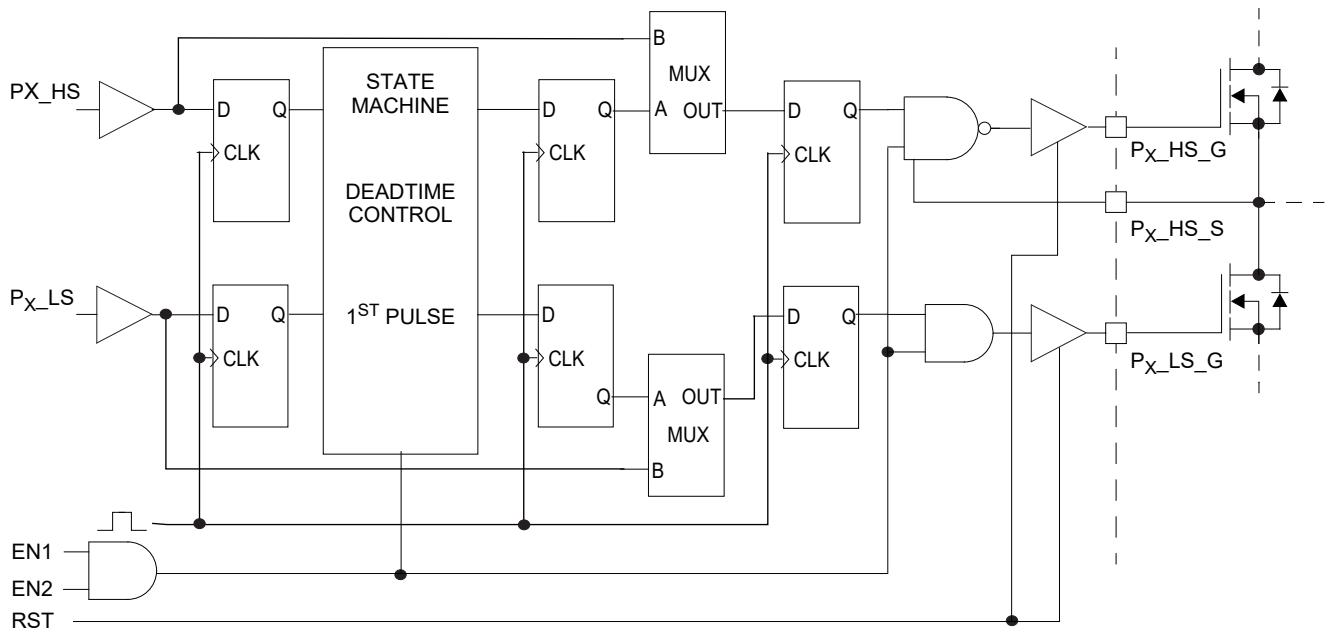 PX_HS
D Q
CLK
STATE
MACHINE
DEADTIME
CONTROL
1ST PULSE
D Q
CLK
B
MUX
A
OUT
D Q
CLK
PX_HS_G
PX_HS_S
PX_LS
D Q
CLK
D
CLK
Q
A OUT
MUX
B
D Q
CLK
PX_LS_G
EN1
EN2
RST